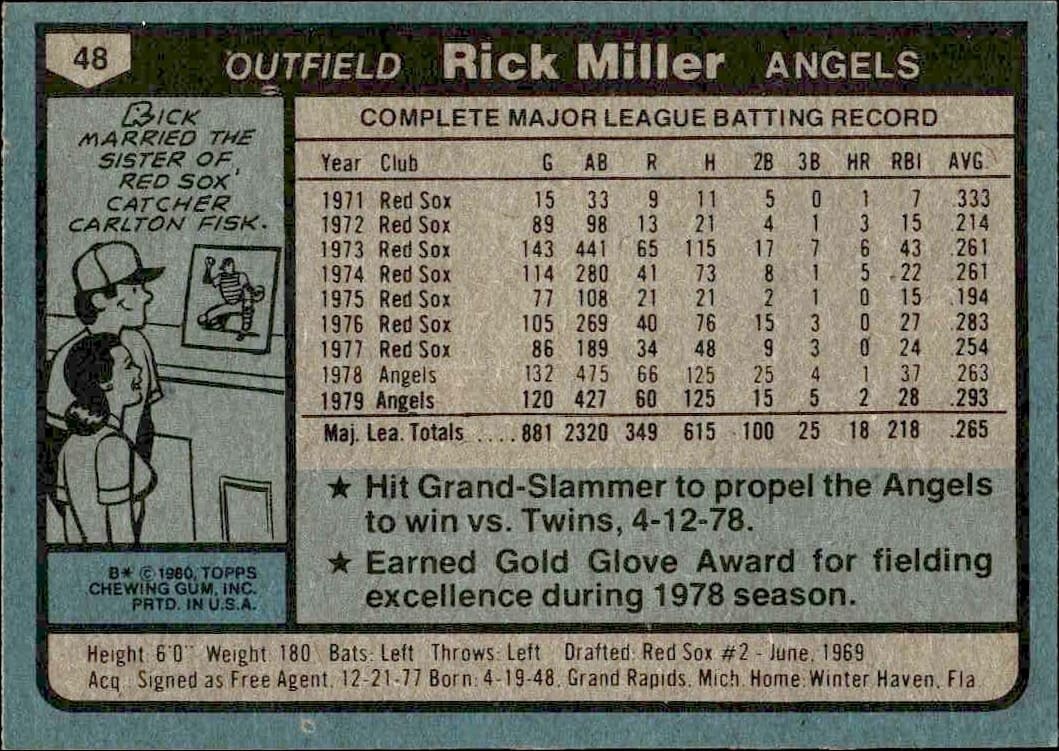 48
OUTFIELD Rick Miller ANGELS
RICK
MARRIED THE
SISTER OF
RED SOX'
CATCHER
CARLTON FISK.
B* © 1980, TOPPS
CHEWING GUM, INC.
PRTD. IN U.S.A.
COMPLETE MAJOR LEAGUE BATTING RECORD
Year Club G AB R H 2B 3B HR RBI AVG.
1971 Red Sox 15 33 9 11 5 0 1 7 .333
1972 Red Sox 89 98 13 21 4 1 3 15 .214
1973 Red Sox 143 441 65 115 17 7 6 43 .261
1974 Red Sox 114 280 41 73 8 1 5 22 .261
1975 Red Sox 77 108 21 21 2 1 0 15 .194
1976 Red Sox 105 269 40 76 15 3 0 27 .283
1977 Red Sox 86 189 34 48 9 3 0 24 .254
1978 Angels 132 475 66 125 25 4 1 37 .263
1979 Angels 120 427 60 125 15 5 2 28 .293
Maj. Lea. Totals .... 881 2320 349 615 100 25 18 218 .265
★ Hit Grand-Slammer to propel the Angels
to win vs. Twins, 4-12-78.
★ Earned Gold Glove Award for fielding
excellence during 1978 season.
Height: 6'0" Weight: 180 Bats: Left Throws: Left Drafted: Red Sox #2 - June, 1969
Acq: Signed as Free Agent, 12-21-77 Born: 4-19-48, Grand Rapids, Mich. Home: Winter Haven, Fla.